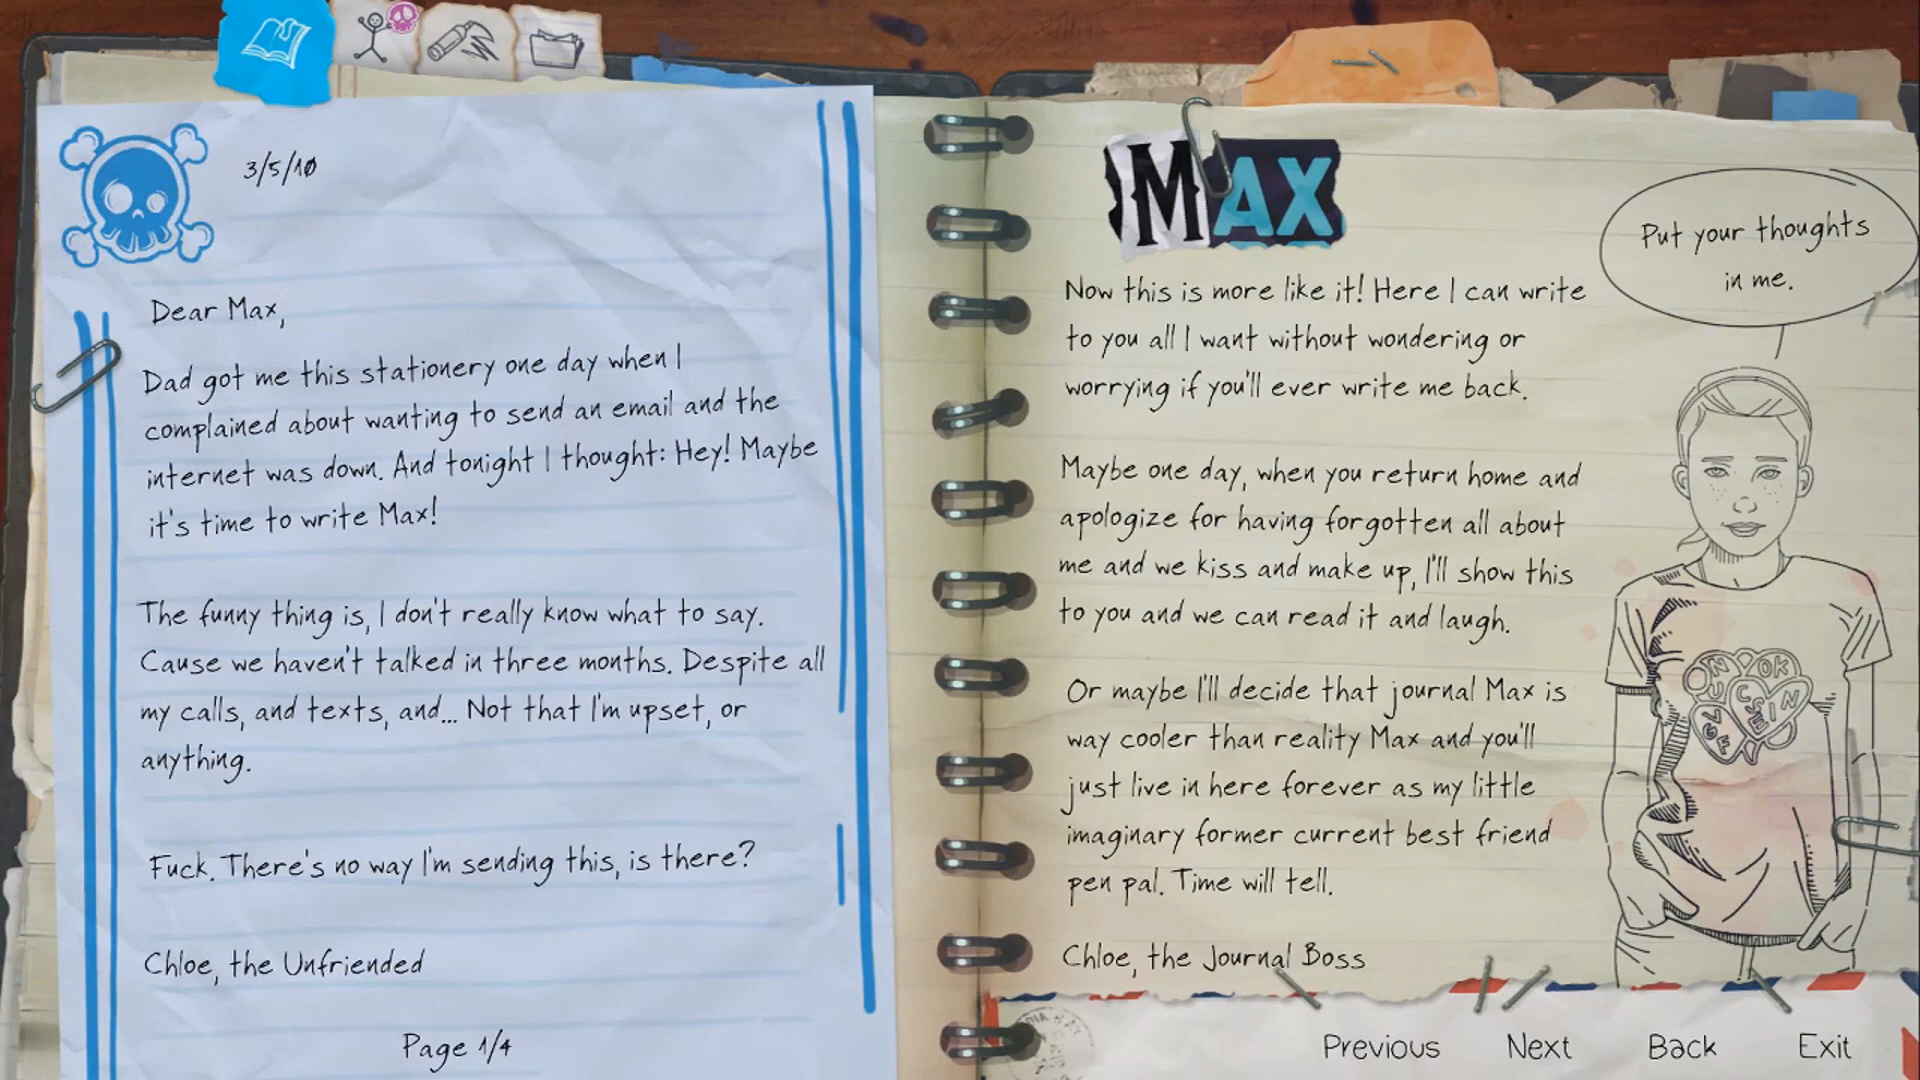 3/5/10
Dear Max,
Dad got me this stationery one day when I
complained about wanting to send an email and the
internet was down. And tonight I thought: Hey! Maybe
it's time to write Max!
The funny thing is, I don't really know what to say.
Cause we haven't talked in three months. Despite all
my calls, and texts, and... Not that I'm upset, or
anything.
Fuck. There's no way I'm sending this, is there?
Chloe, the Unfriended
Page 1/4
MAX
Now this is more like it! Here I can write
to you all I want without wondering or
worrying if you'll ever write me back.
Maybe one day, when you return home and
apologize for having forgotten all about
me and we kiss and make up, I'll show this
to you and we can read it and laugh.
Or maybe I'll decide that journal Max is
way cooler than reality Max and you'll
just live in here forever as my little
imaginary former current best friend
pen pal. Time will tell.
Chloe, the Journal Boss
Put your thoughts
in me.
Previous Next Back Exit